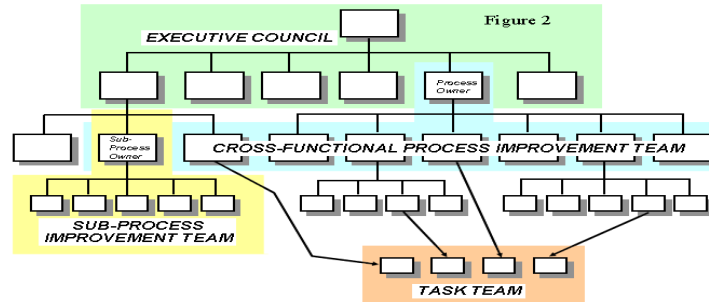 Figure 2
EXECUTIVE COUNCIL
Process
Owner
Sub-
Process
Owner
CROSS-FUNCTIONAL PROCESS IMPROVEMENT TEAM
SUB-PROCESS
IMPROVEMENT TEAM
TASK TEAM